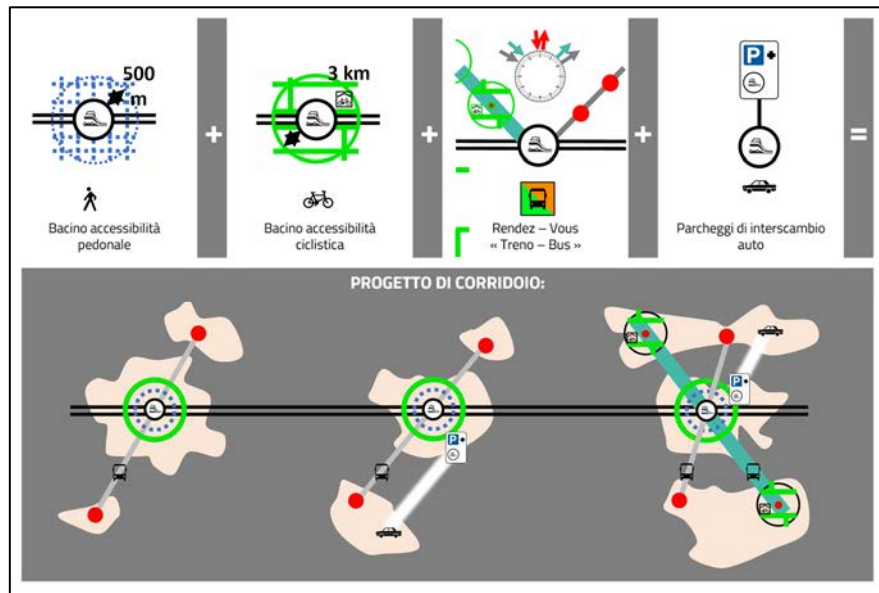 500
m
+
3 km
+
+
P +
=
Bacino accessibilità
pedonale
Bacino accessibilità
ciclistica
Rendez – Vous
« Treno – Bus »
Parcheggi di interscambio
auto
PROGETTO DI CORRIDOIO:
P +
P +